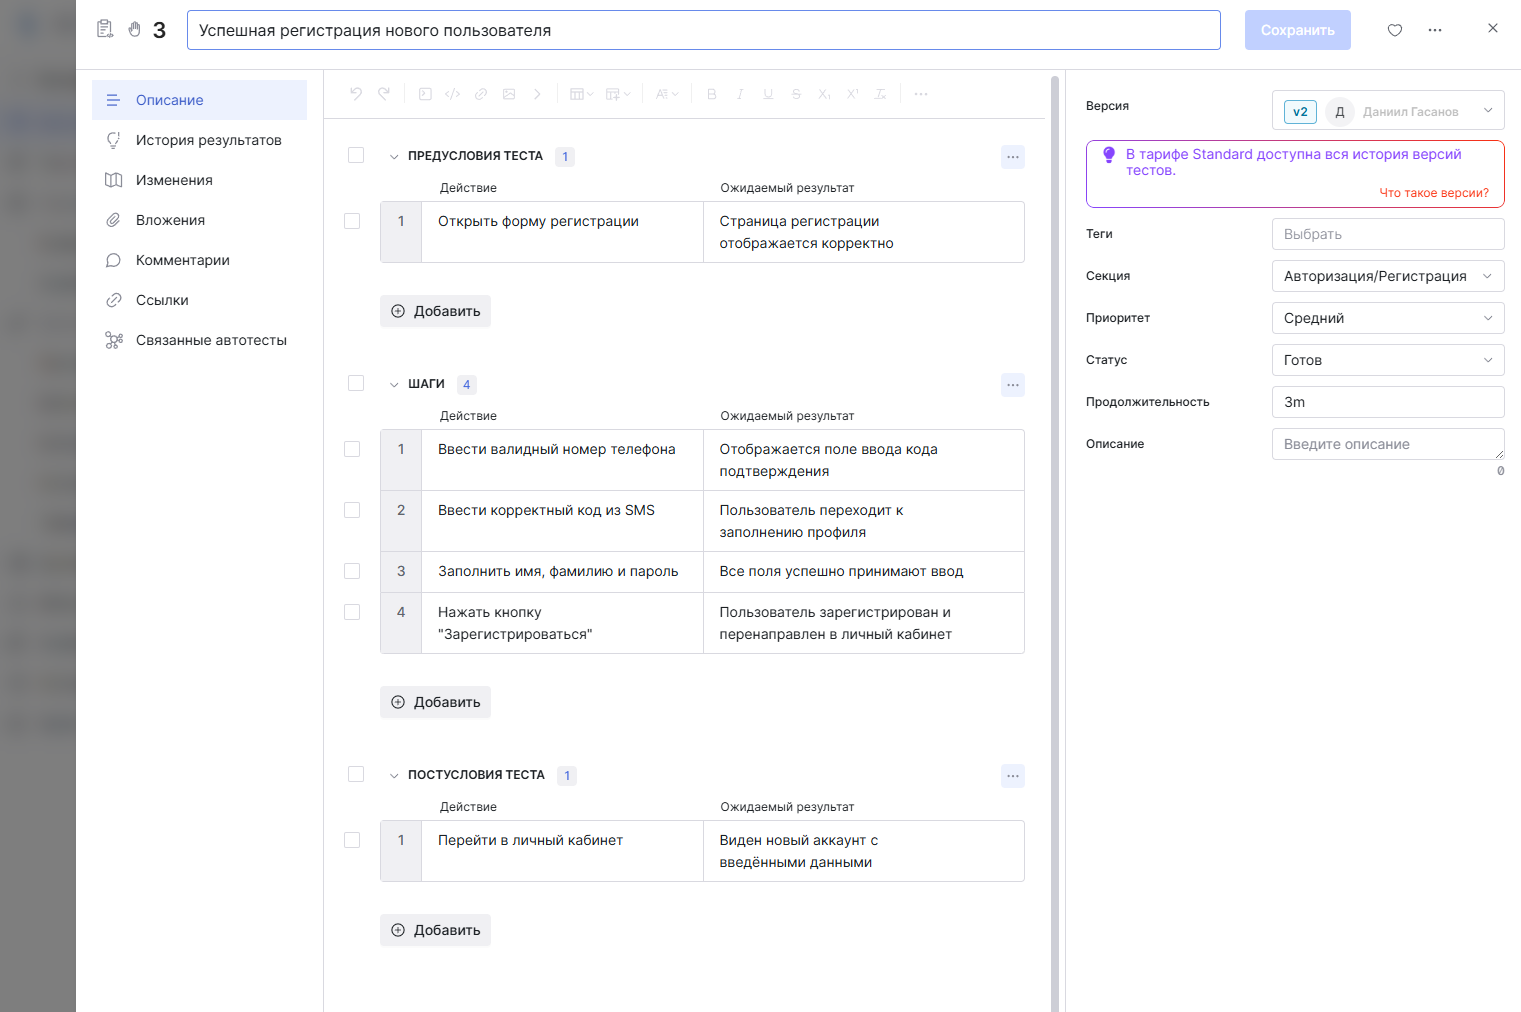 3
Успешная регистрация нового пользователя
Сохранить
Описание
История результатов
Изменения
Вложения
Комментарии
Ссылки
Связанные автотесты
ПРЕДУСЛОВИЯ ТЕСТА 1
Действие Ожидаемый результат
1 Открыть форму регистрации Страница регистрации
отображается корректно
Добавить
ШАГИ 4
Действие Ожидаемый результат
1 Ввести валидный номер телефона Отображается поле ввода кода
подтверждения
2 Ввести корректный код из SMS Пользователь переходит к
заполнению профиля
3 Заполнить имя, фамилию и пароль Все поля успешно принимают ввод
4 Нажать кнопку Пользователь зарегистрирован и
"Зарегистрироваться" перенаправлен в личный кабинет
Добавить
ПОСТУСЛОВИЯ ТЕСТА 1
Действие Ожидаемый результат
1 Перейти в личный кабинет Виден новый аккаунт с
введёнными данными
Добавить
Версия v2 Д Даниил Гасанов
В тарифе Standard доступна вся история версий
тестов.
Что такое версии?
Теги Выбрать
Секция Авторизация/Регистрация
Приоритет Средний
Статус Готов
Продолжительность 3m
Описание Введите описание
0